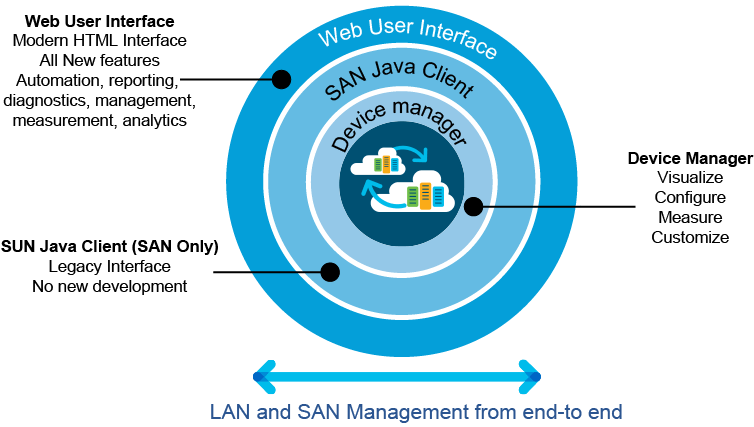 Web User Interface
Modern HTML Interface
All New features
Automation, reporting,
diagnostics, management,
measurement, analytics
Web User Interface
SAN Java Client
Device manager
Device Manager
Visualize
Configure
Measure
Customize
SUN Java Client (SAN Only)
Legacy Interface
No new development
LAN and SAN Management from end-to end